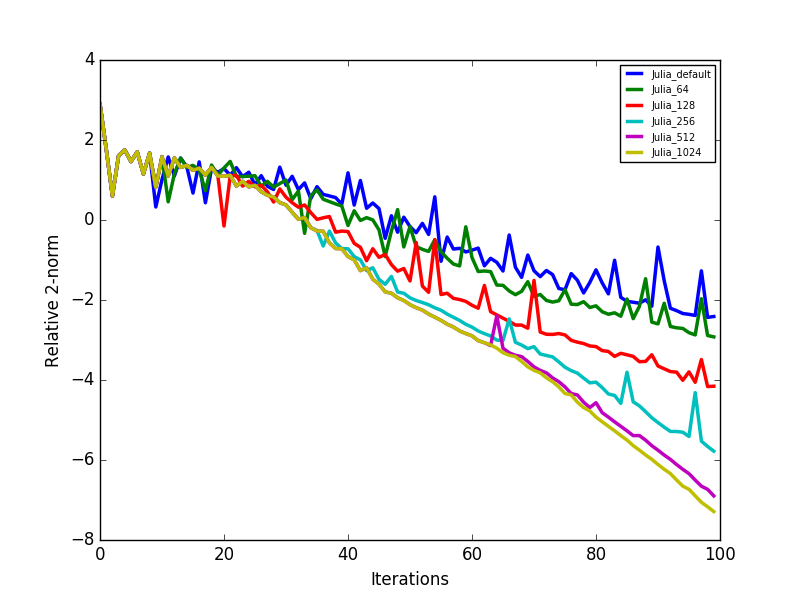 4
2
0
−2
−4
−6
−8
0 20 40 60 80 100
Relative 2-norm
Iterations
Julia_default
Julia_64
Julia_128
Julia_256
Julia_512
Julia_1024